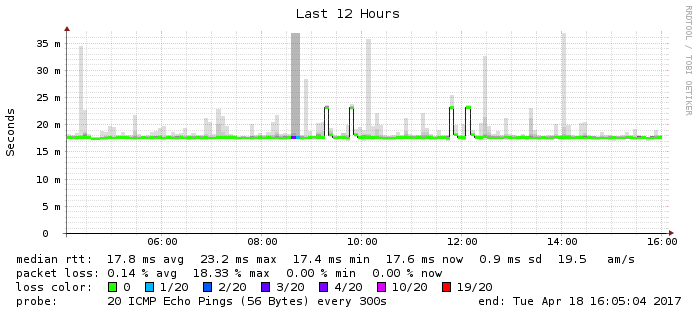 Last 12 Hours
RRDTOOL / TOBI OETIKER
Seconds
35 m
30 m
25 m
20 m
15 m
10 m
5 m
0
06:00 08:00 10:00 12:00 14:00 16:00
median rtt: 17.8 ms avg 23.2 ms max 17.4 ms min 17.6 ms now 0.9 ms sd 19.5 am/s
packet loss: 0.14 % avg 18.33 % max 0.00 % min 0.00 % now
loss color: 0 1/20 2/20 3/20 4/20 10/20 19/20
probe: 20 ICMP Echo Pings (56 Bytes) every 300s end: Tue Apr 18 16:05:04 2017